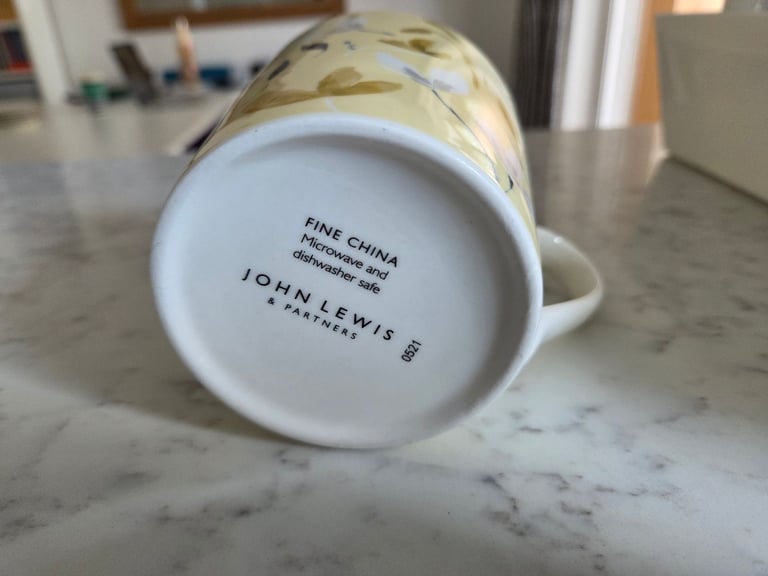 FINE CHINA
Microwave and
dishwasher safe
JOHN LEWIS
& PARTNERS
0521